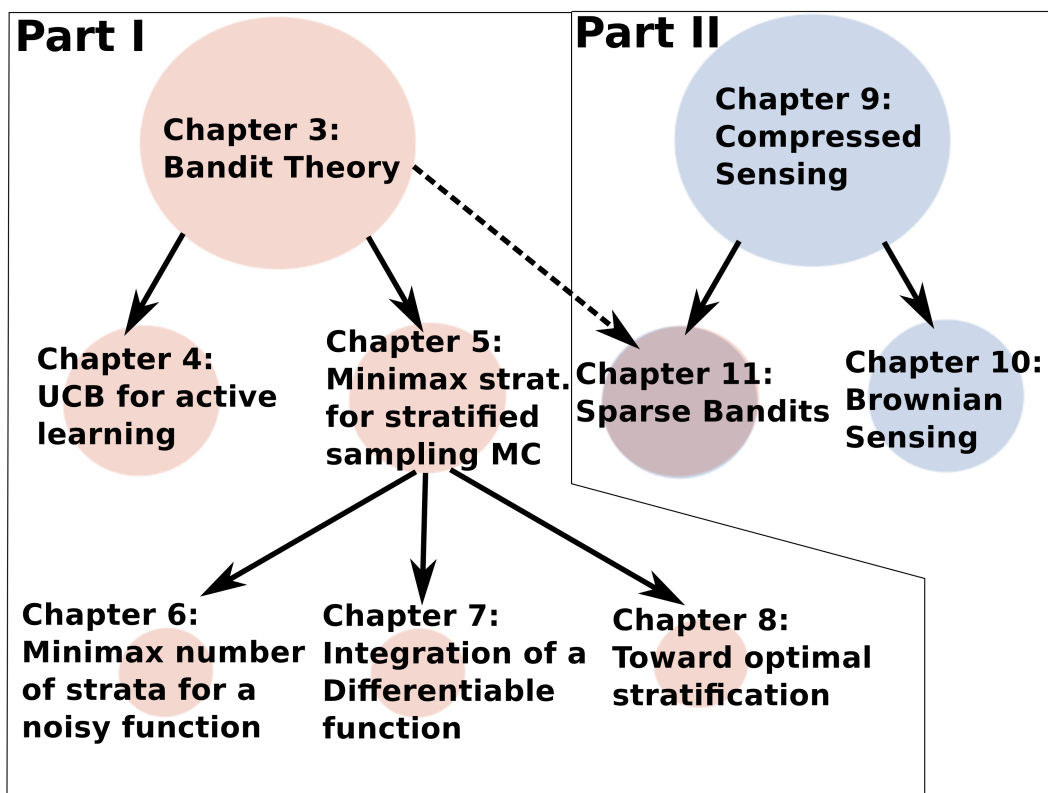 Part I
Chapter 3:
Bandit Theory
Chapter 4:
UCB for active
learning
Chapter 5:
Minimax strat.
for stratified
sampling MC
Chapter 6:
Minimax number
of strata for a
noisy function
Chapter 7:
Integration of a
Differentiable
function
Chapter 8:
Toward optimal
stratification
Part II
Chapter 9:
Compressed
Sensing
Chapter 11:
Sparse Bandits
Chapter 10:
Brownian
Sensing